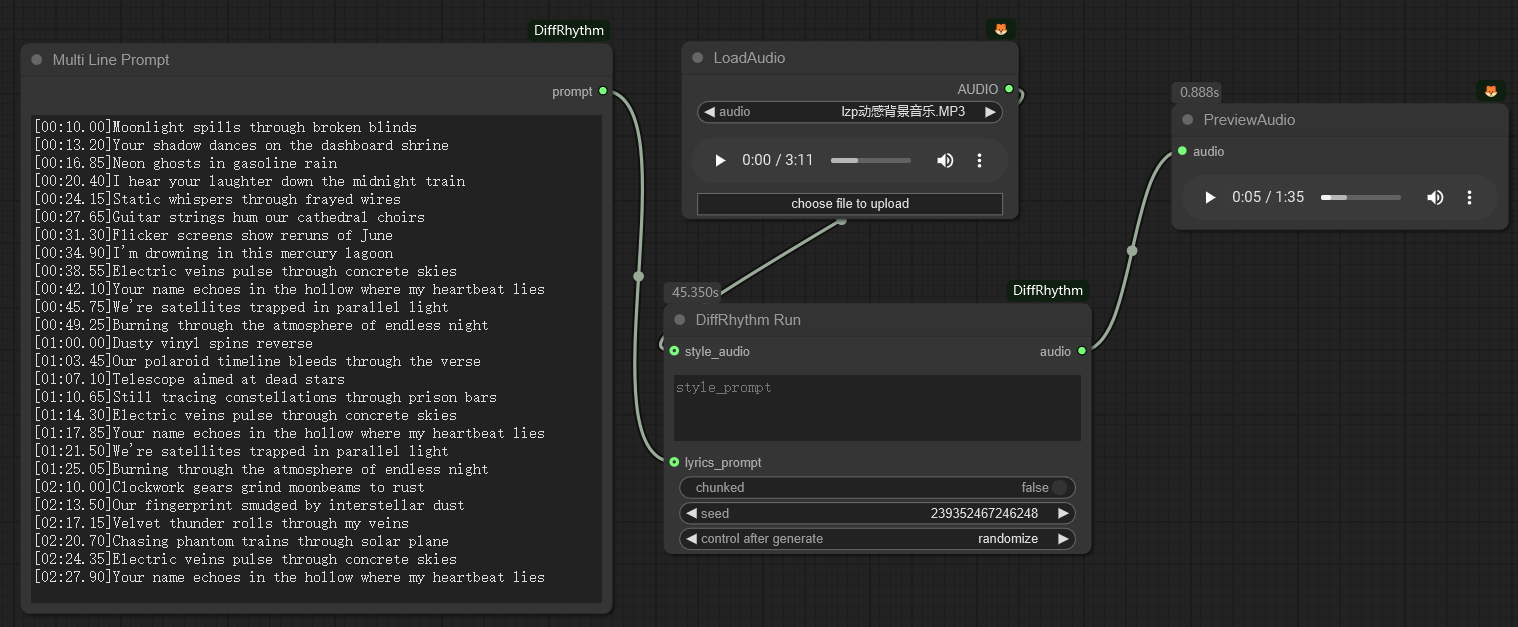 DiffRhythm
Multi Line Prompt
prompt
[00:10.00]Moonlight spills through broken blinds
[00:13.20]Your shadow dances on the dashboard shrine
[00:16.85]Neon ghosts in gasoline rain
[00:20.40]I hear your laughter down the midnight train
[00:24.15]Static whispers through frayed wires
[00:27.65]Guitar strings hum our cathedral choirs
[00:31.30]Flicker screens show reruns of June
[00:34.90]I'm drowning in this mercury lagoon
[00:38.55]Electric veins pulse through concrete skies
[00:42.10]Your name echoes in the hollow where my heartbeat lies
[00:45.75]We're satellites trapped in parallel light
[00:49.25]Burning through the atmosphere of endless night
[01:00.00]Dusty vinyl spins reverse
[01:03.45]Our polaroid timeline bleeds through the verse
[01:07.10]Telescope aimed at dead stars
[01:10.65]Still tracing constellations through prison bars
[01:14.30]Electric veins pulse through concrete skies
[01:17.85]Your name echoes in the hollow where my heartbeat lies
[01:21.50]We're satellites trapped in parallel light
[01:25.05]Burning through the atmosphere of endless night
[02:10.00]Clockwork gears grind moonbeams to rust
[02:13.50]Our fingerprint smudged by interstellar dust
[02:17.15]Velvet thunder rolls through my veins
[02:20.70]Chasing phantom trains through solar plane
[02:24.35]Electric veins pulse through concrete skies
[02:27.90]Your name echoes in the hollow where my heartbeat lies
LoadAudio
AUDIO
audio lzp动感背景音乐.MP3
0:00 / 3:11
choose file to upload
45.350s
DiffRhythm
DiffRhythm Run
style_audio audio
style_prompt
lyrics_prompt
chunked false
seed 239352467246248
control after generate randomize
0.888s
PreviewAudio
audio
0:05 / 1:35